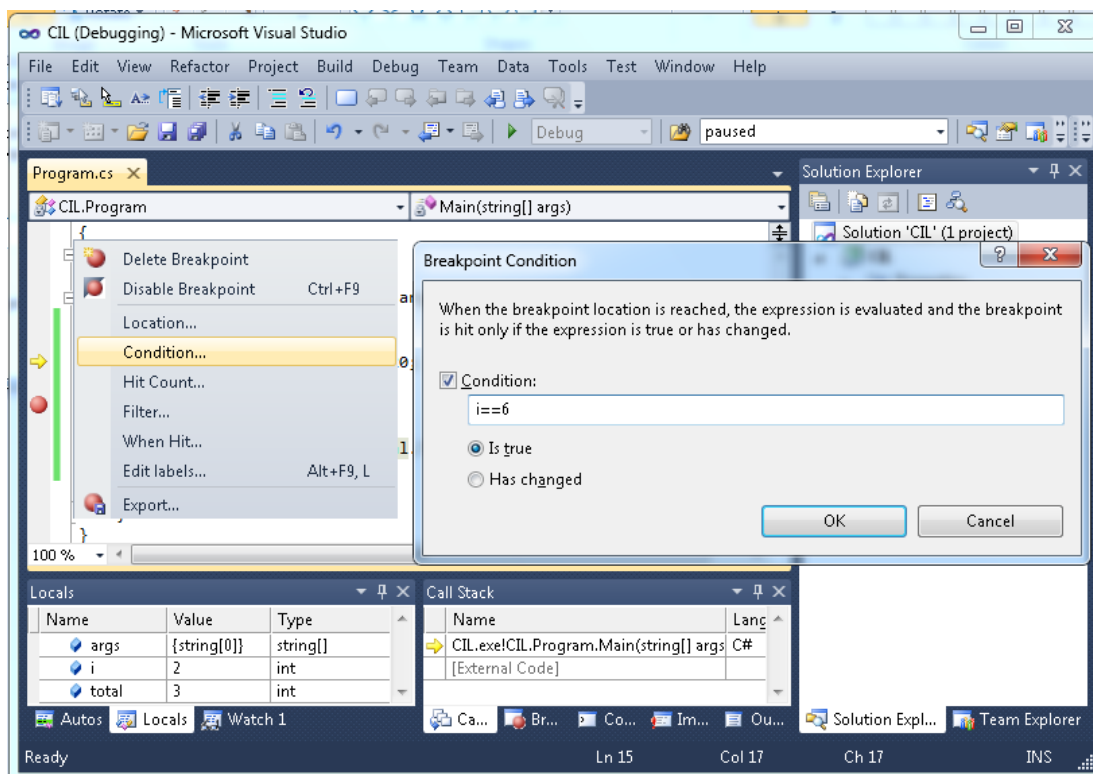 CIL (Debugging) - Microsoft Visual Studio
File Edit View Refactor Project Build Debug Team Data Tools Test Window Help
Debug
paused
Program.cs
CIL.Program
Main(string[] args)
{
Delete Breakpoint
Disable Breakpoint Ctrl+F9
Location...
Condition...
Hit Count...
Filter...
When Hit...
Edit labels... Alt+F9, L
Export...
}
100 %
Solution Explorer
Solution 'CIL' (1 project)
Breakpoint Condition
When the breakpoint location is reached, the expression is evaluated and the breakpoint
is hit only if the expression is true or has changed.
Condition:
i==6
Is true
Has changed
OK Cancel
Locals
Name Value Type
args {string[0]} string[]
i 2 int
total 3 int
Autos Locals Watch 1
Call Stack
Name Lang
CIL.exe!CIL.Program.Main(string[] args C#
[External Code]
Ca... Br... Co... Im... Ou...
Solution Expl... Team Explorer
Ready Ln 15 Col 17 Ch 17 INS